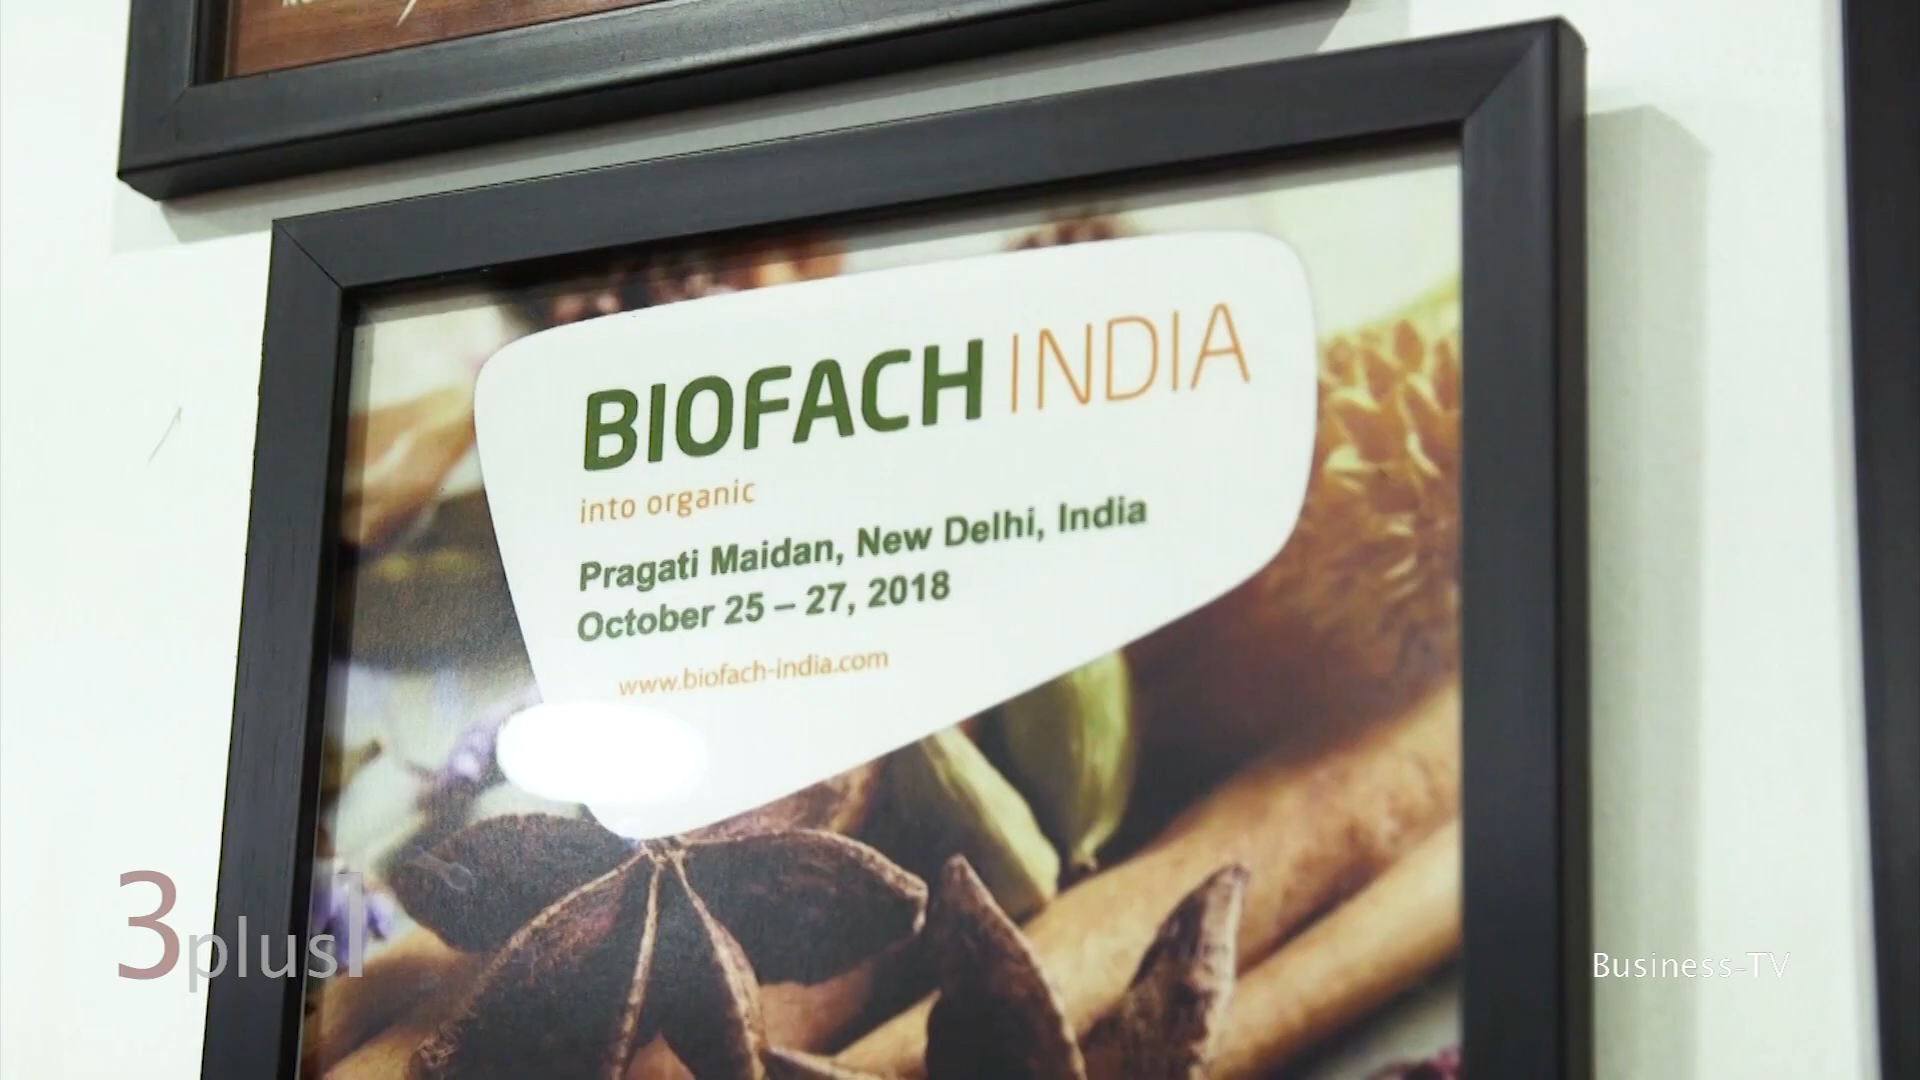 BIOFACH INDIA
into organic
Pragati Maidan, New Delhi, India
October 25 – 27, 2018
www.biofach-india.com
3plus1
Business-TV